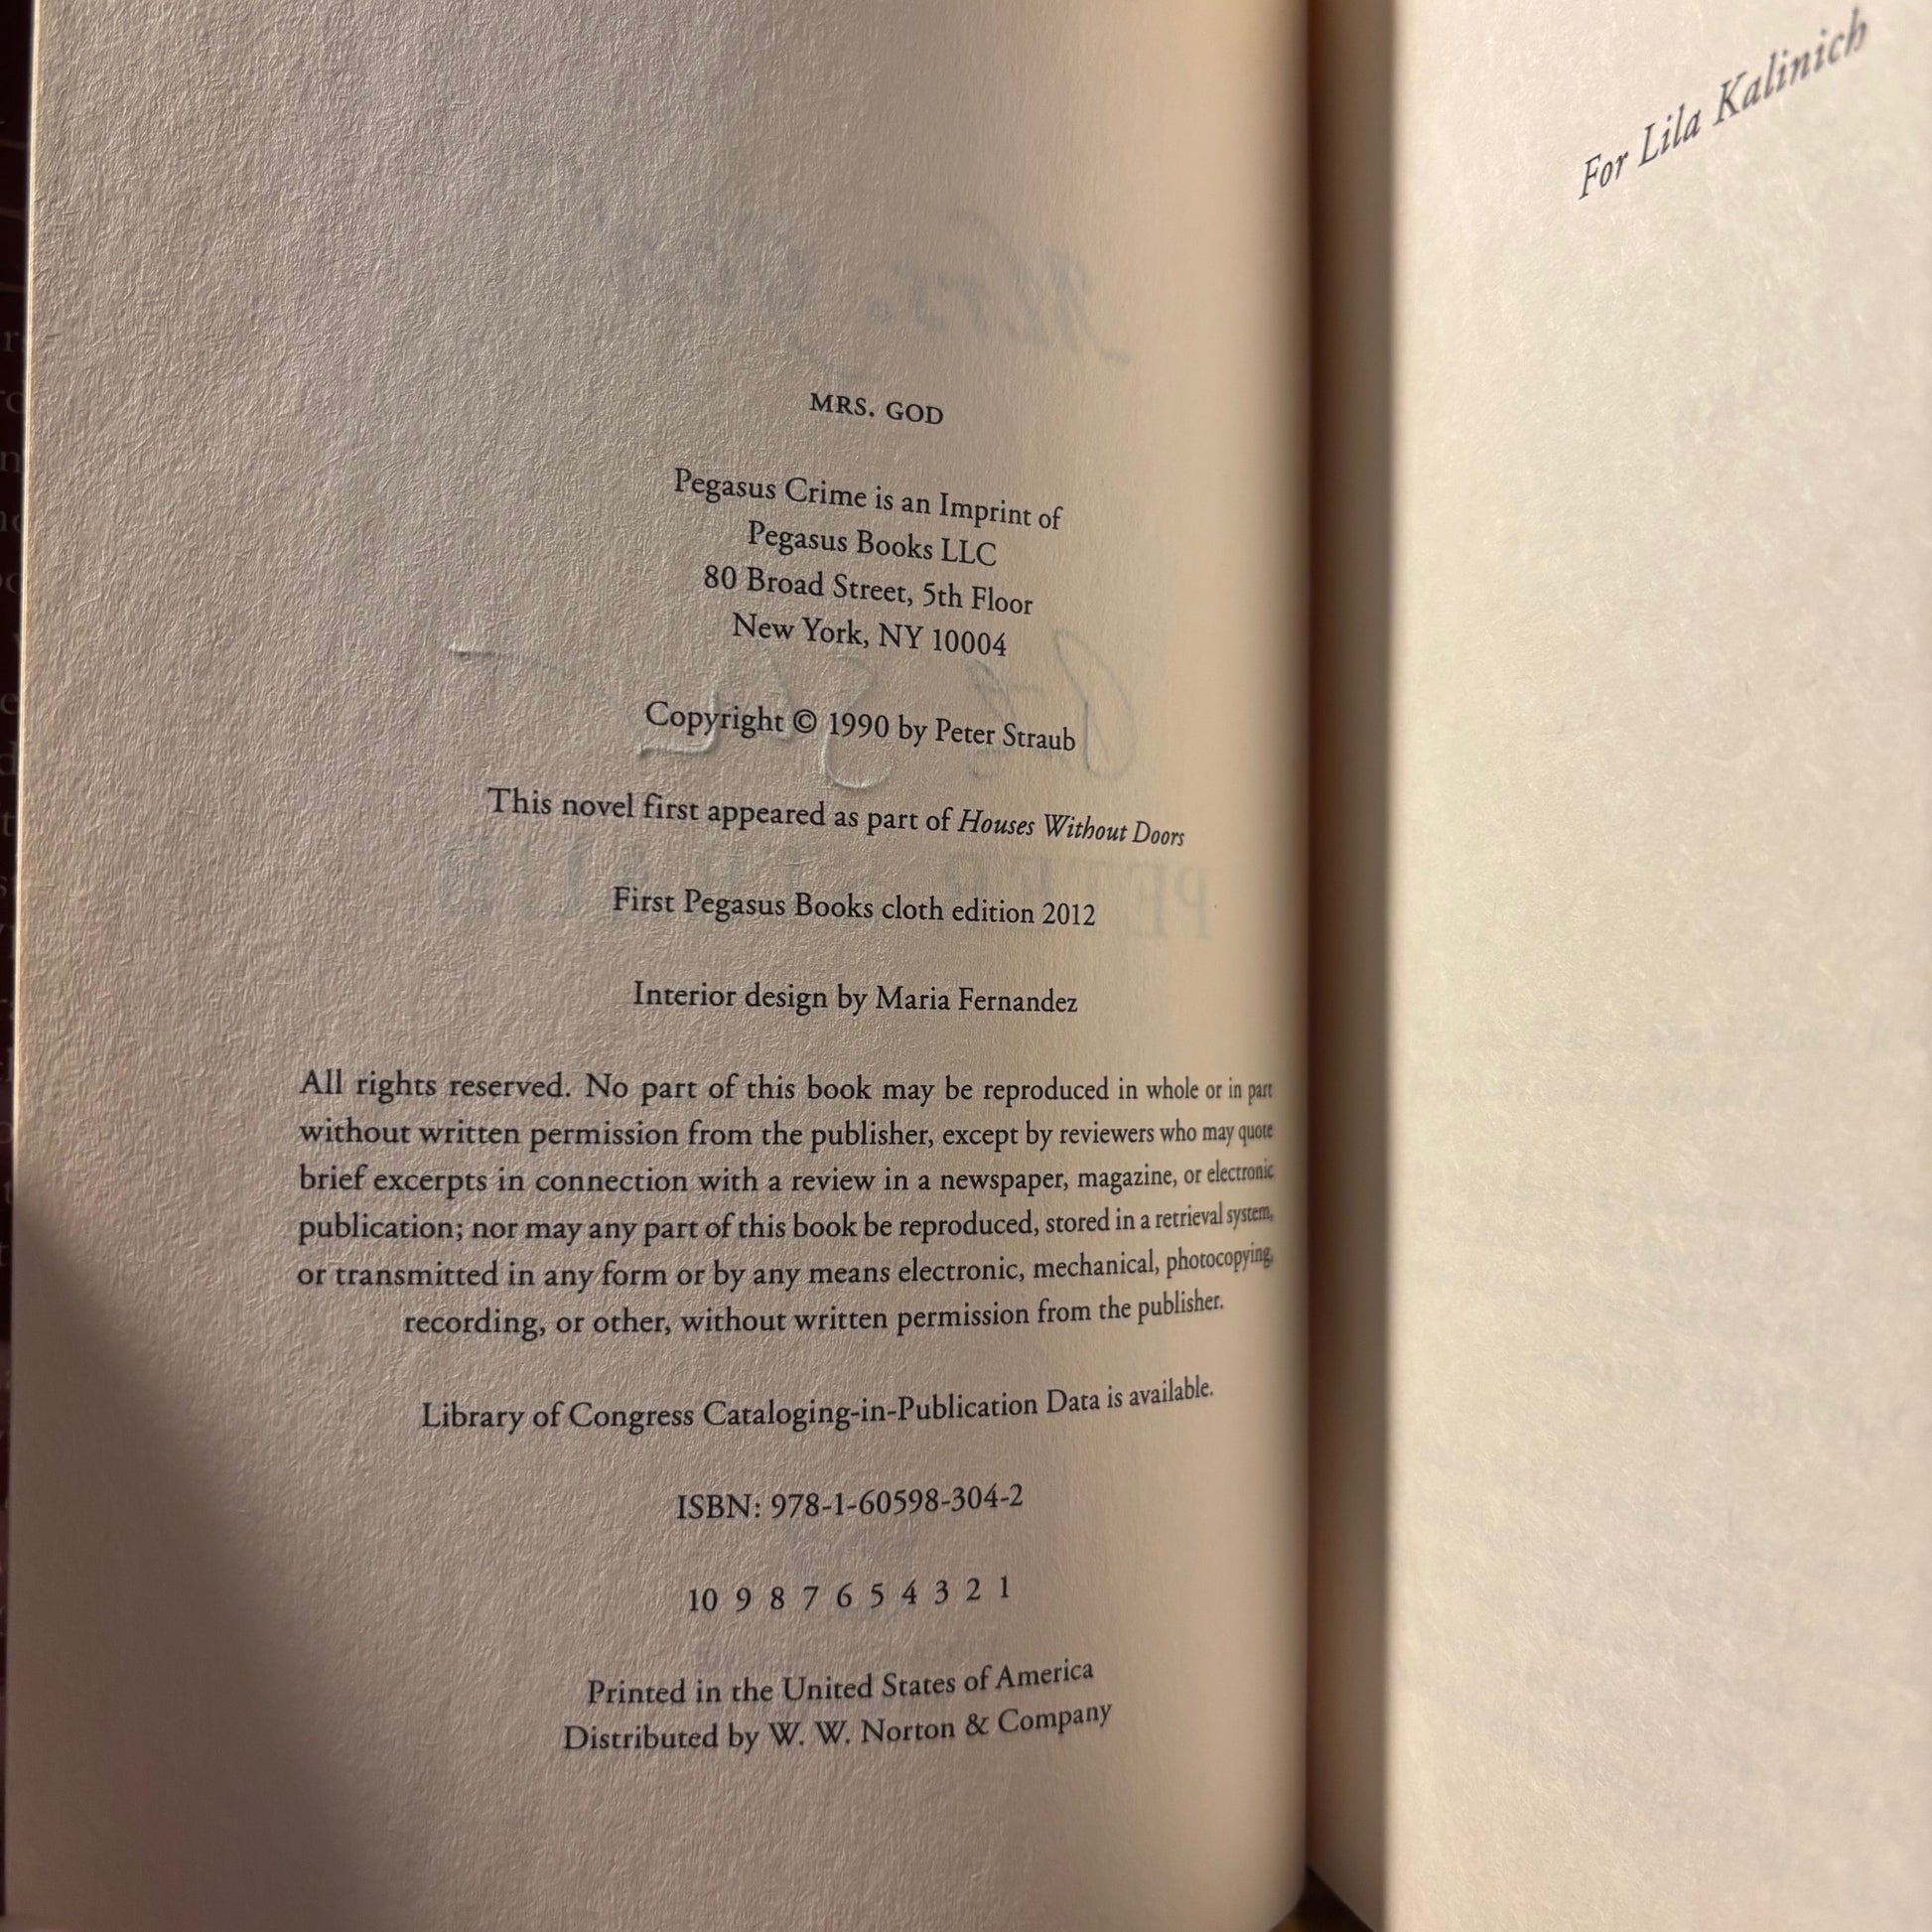 MRS. GOD
Pegasus Crime is an Imprint of
Pegasus Books LLC
80 Broad Street, 5th Floor
New York, NY 10004
Copyright © 1990 by Peter Straub
This novel first appeared as part of Houses Without Doors
First Pegasus Books cloth edition 2012
Interior design by Maria Fernandez
All rights reserved. No part of this book may be reproduced in whole or in part
without written permission from the publisher, except by reviewers who may quote
brief excerpts in connection with a review in a newspaper, magazine, or electronic
publication; nor may any part of this book be reproduced, stored in a retrieval system,
or transmitted in any form or by any means electronic, mechanical, photocopying,
recording, or other, without written permission from the publisher.
Library of Congress Cataloging-in-Publication Data is available.
ISBN: 978-1-60598-304-2
10 9 8 7 6 5 4 3 2 1
Printed in the United States of America
Distributed by W. W. Norton & Company
For Lila Kalinich